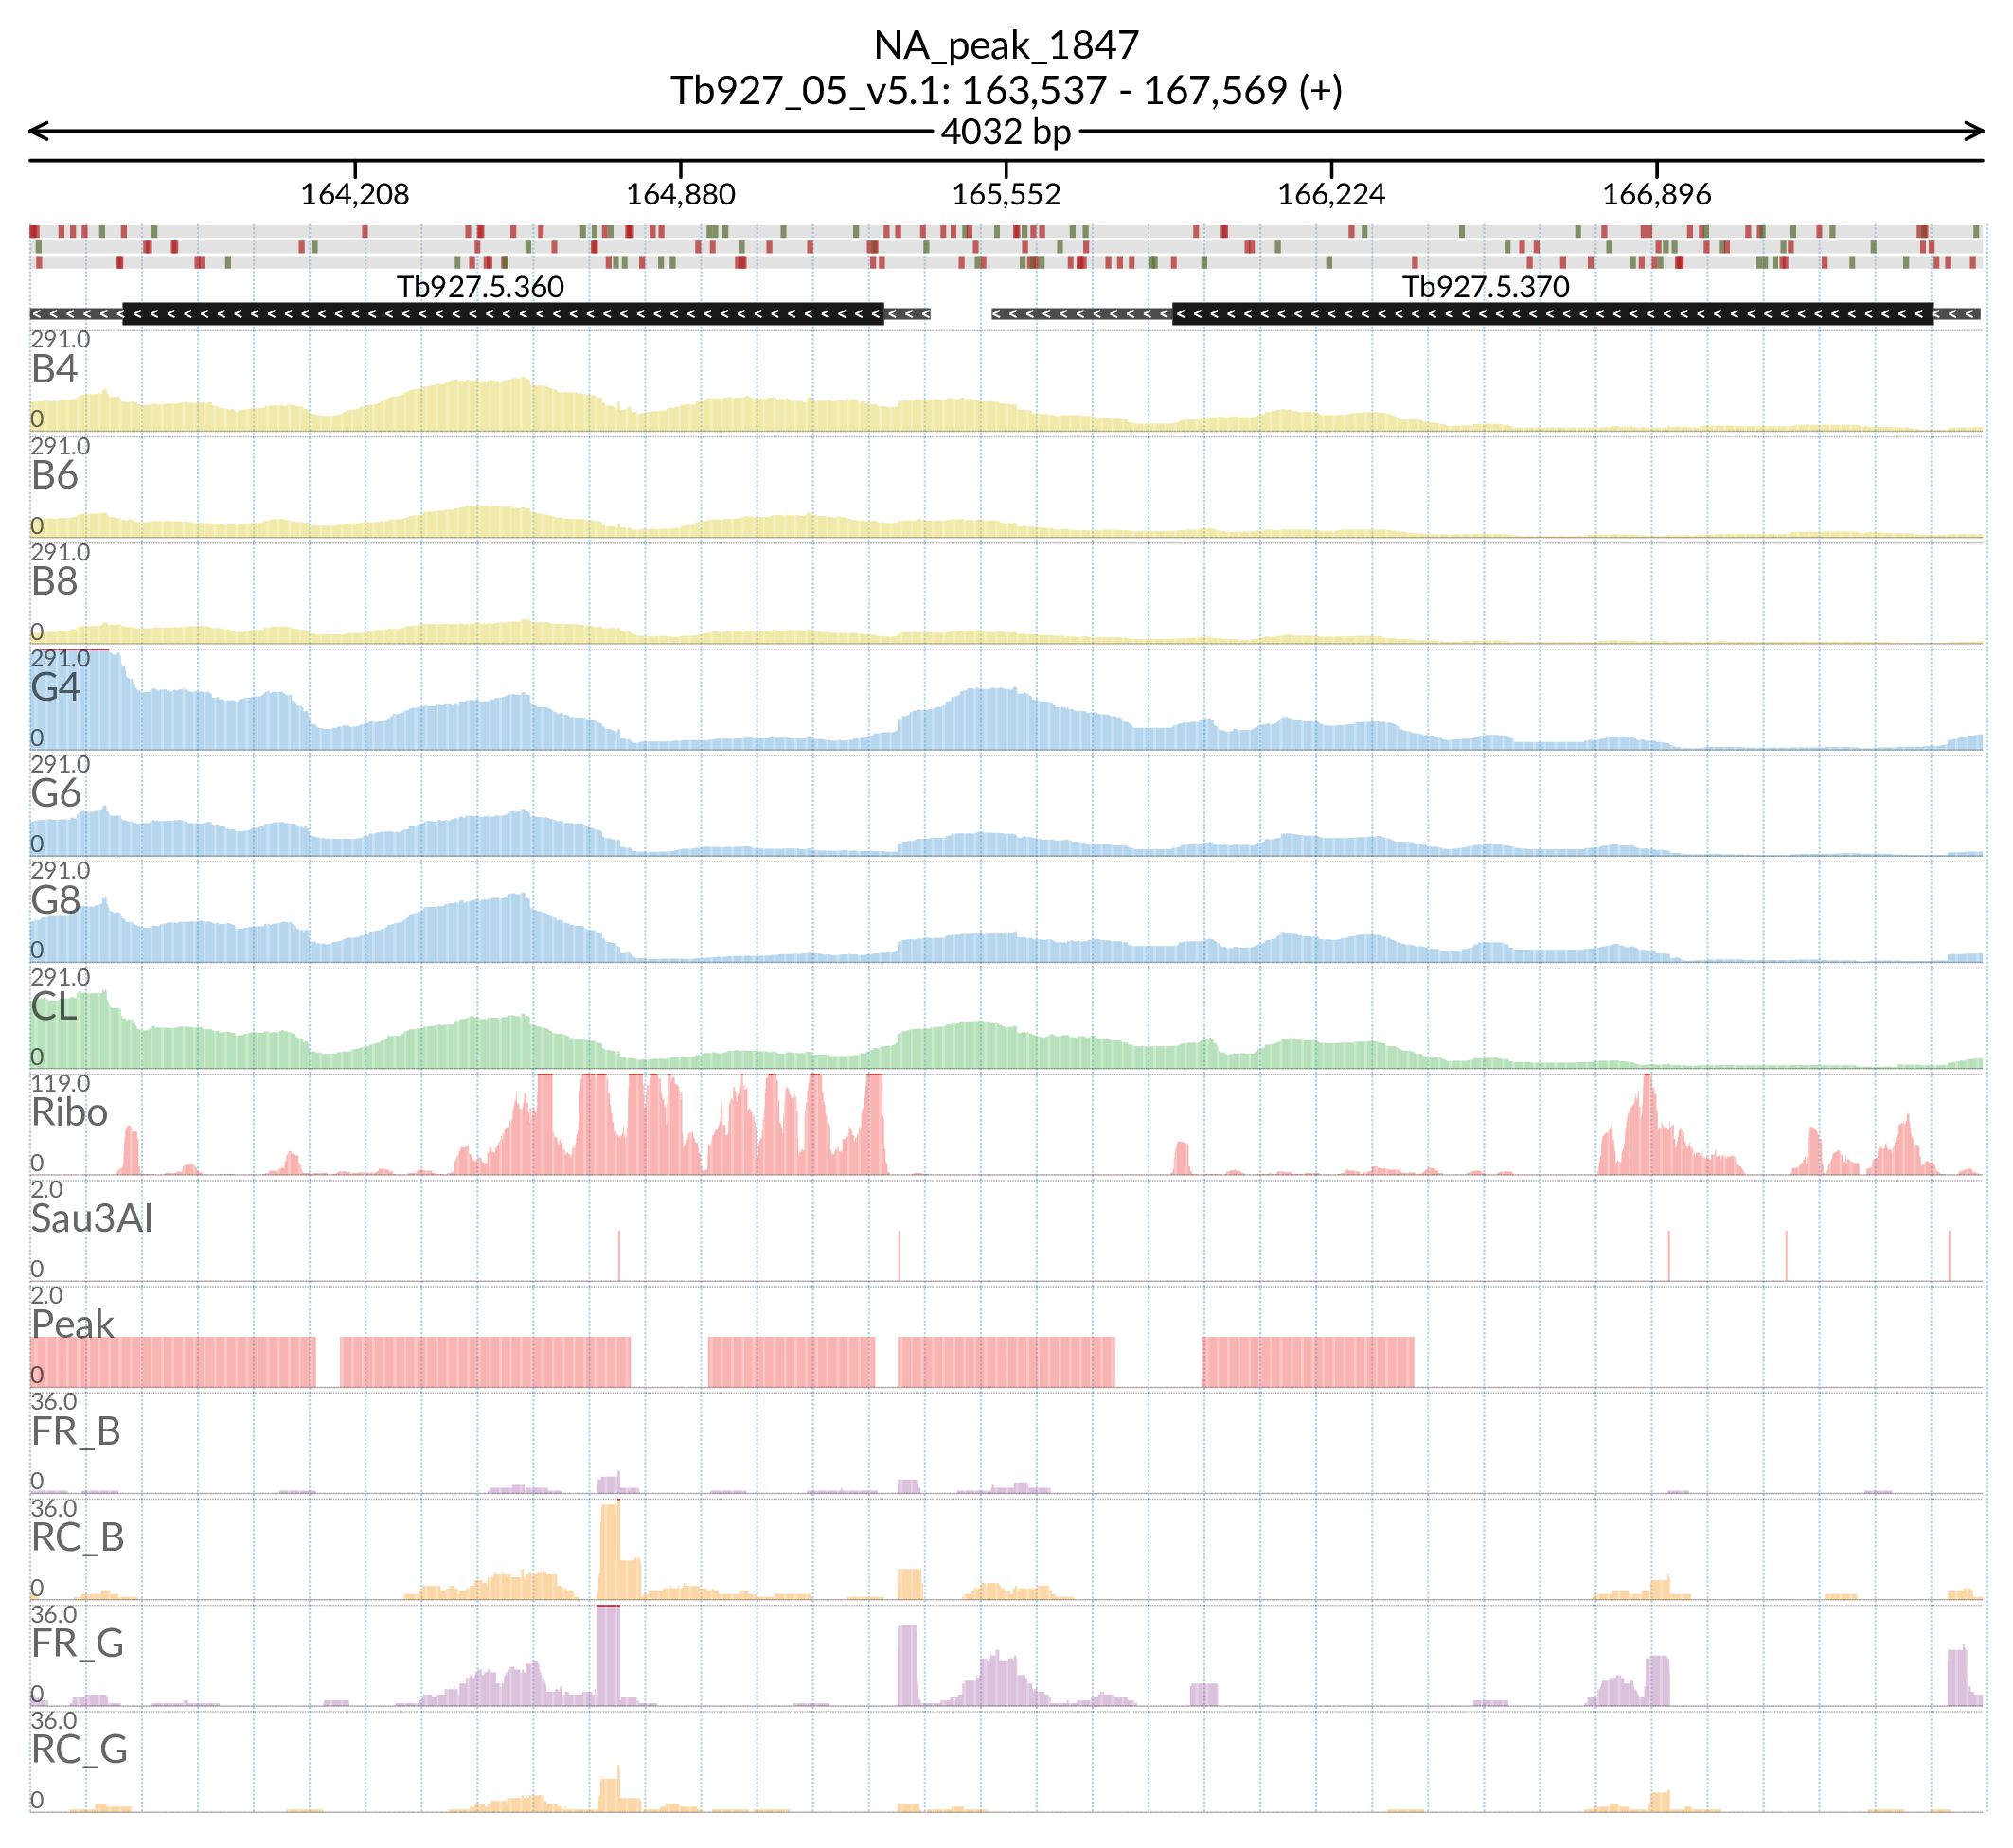 NA_peak_1847
Tb927_05_v5.1: 163,537 - 167,569 (+)
4032 bp
164,208 164,880 165,552 166,224 166,896
Tb927.5.360 Tb927.5.370
291.0
B4
0
291.0
B6
0
291.0
B8
0
291.0
G4
0
291.0
G6
0
291.0
G8
0
291.0
CL
0
119.0
Ribo
0
2.0
Sau3AI
0
2.0
Peak
0
36.0
FR_B
0
36.0
RC_B
0
36.0
FR_G
0
36.0
RC_G
0